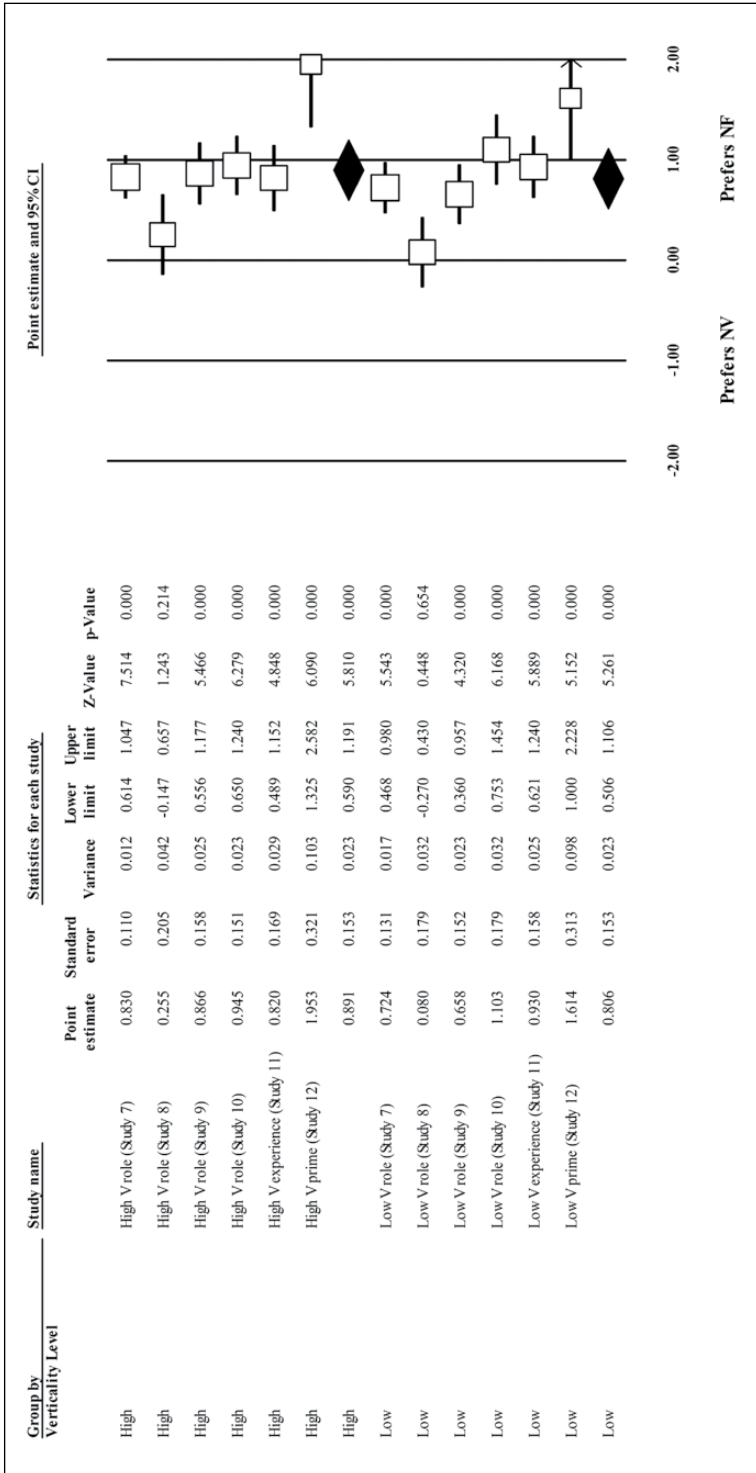 Group by
Verticality Level Study name Statistics for each study Point estimate and 95% CI
Point estimate Standard error Variance Lower limit Upper limit Z-Value p-Value
High High V role (Study 7) 0.830 0.110 0.012 0.614 1.047 7.514 0.000
High High V role (Study 8) 0.255 0.205 0.042 -0.147 0.657 1.243 0.214
High High V role (Study 9) 0.866 0.158 0.025 0.556 1.177 5.466 0.000
High High V role (Study 10) 0.945 0.151 0.023 0.650 1.240 6.279 0.000
High High V experience (Study 11) 0.820 0.169 0.029 0.489 1.152 4.848 0.000
High High V prime (Study 12) 1.953 0.321 0.103 1.325 2.582 6.090 0.000
High 0.891 0.153 0.023 0.590 1.191 5.810 0.000
Low Low V role (Study 7) 0.724 0.131 0.017 0.468 0.980 5.543 0.000
Low Low V role (Study 8) 0.080 0.179 0.032 -0.270 0.430 0.448 0.654
Low Low V role (Study 9) 0.658 0.152 0.023 0.360 0.957 4.320 0.000
Low Low V role (Study 10) 1.103 0.179 0.032 0.753 1.454 6.168 0.000
Low Low V experience (Study 11) 0.930 0.158 0.025 0.621 1.240 5.889 0.000
Low Low V prime (Study 12) 1.614 0.313 0.098 1.000 2.228 5.152 0.000
Low 0.806 0.153 0.023 0.506 1.106 5.261 0.000
-2.00 -1.00 0.00 1.00 2.00
Prefers NV Prefers NF